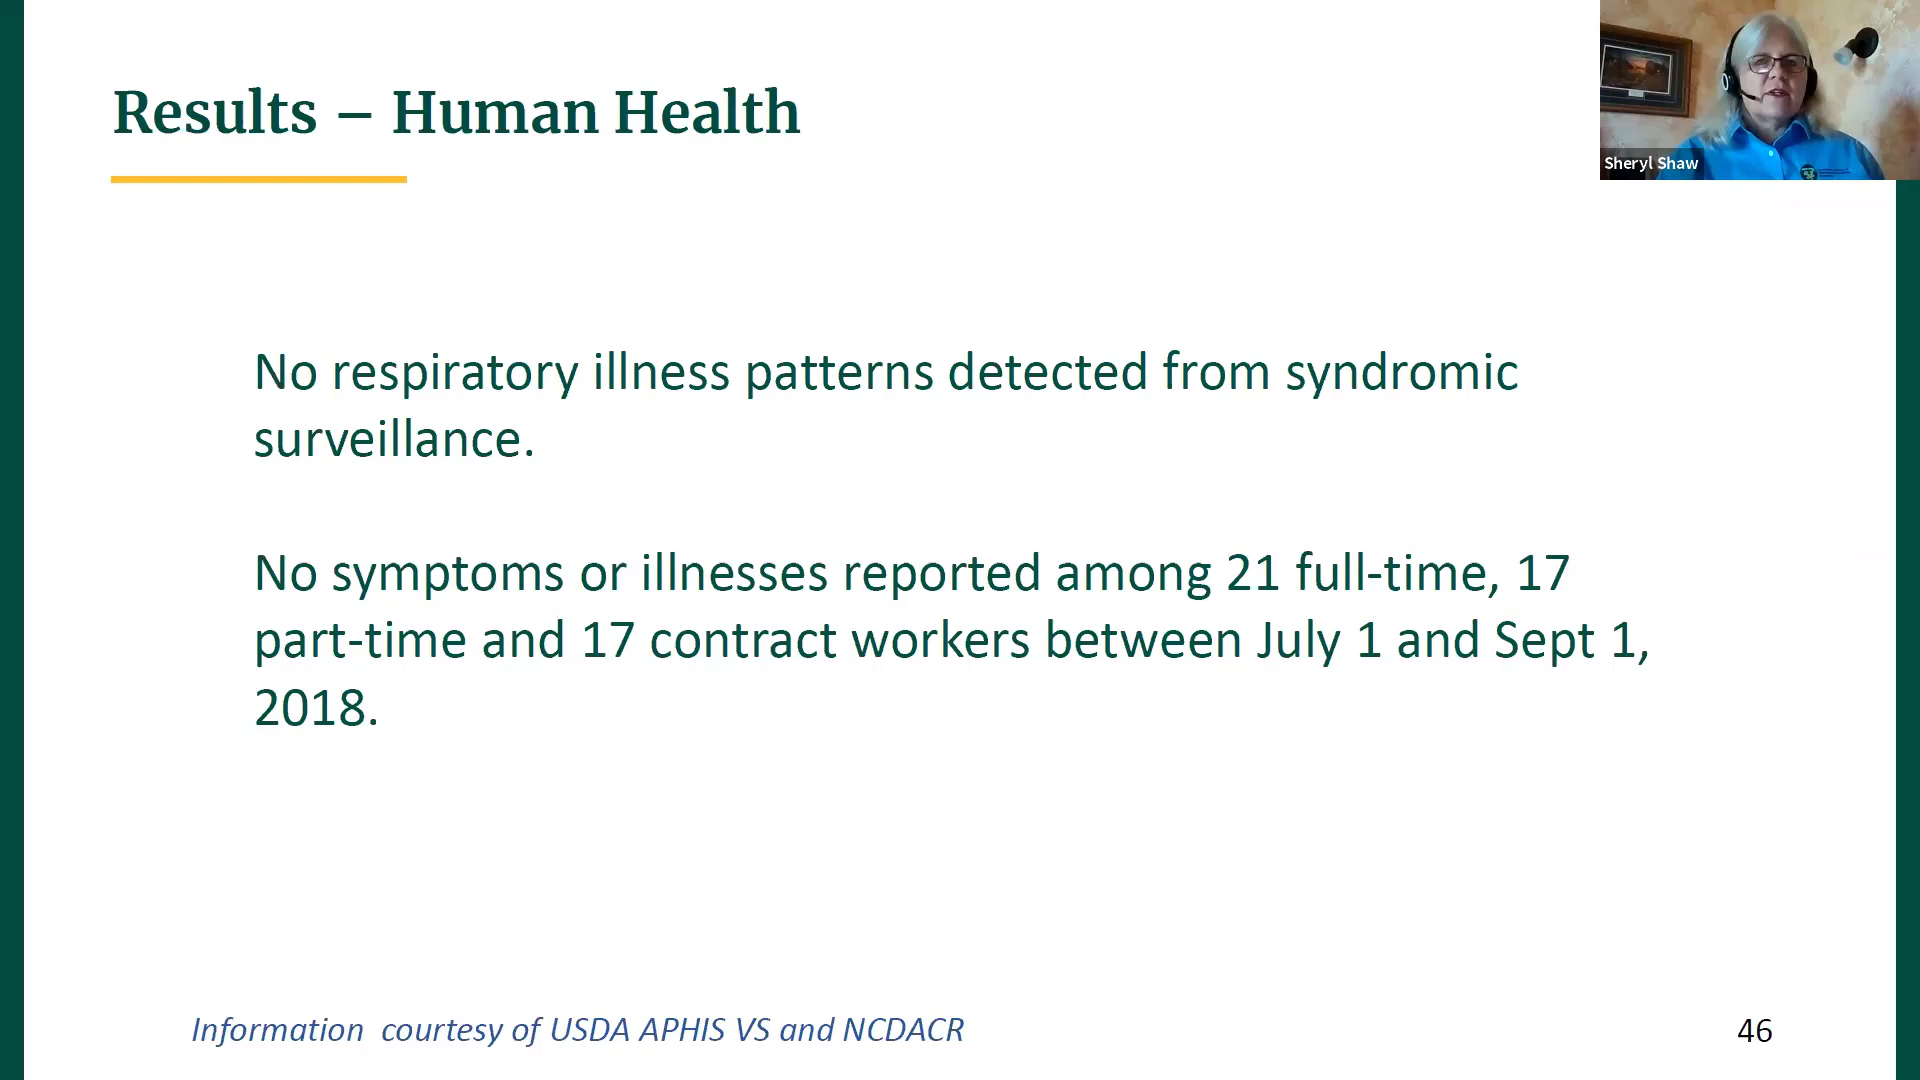 Results – Human Health
Sheryl Shaw
No respiratory illness patterns detected from syndromic
surveillance.
No symptoms or illnesses reported among 21 full-time, 17
part-time and 17 contract workers between July 1 and Sept 1,
2018.
Information courtesy of USDA APHIS VS and NCDACR
46